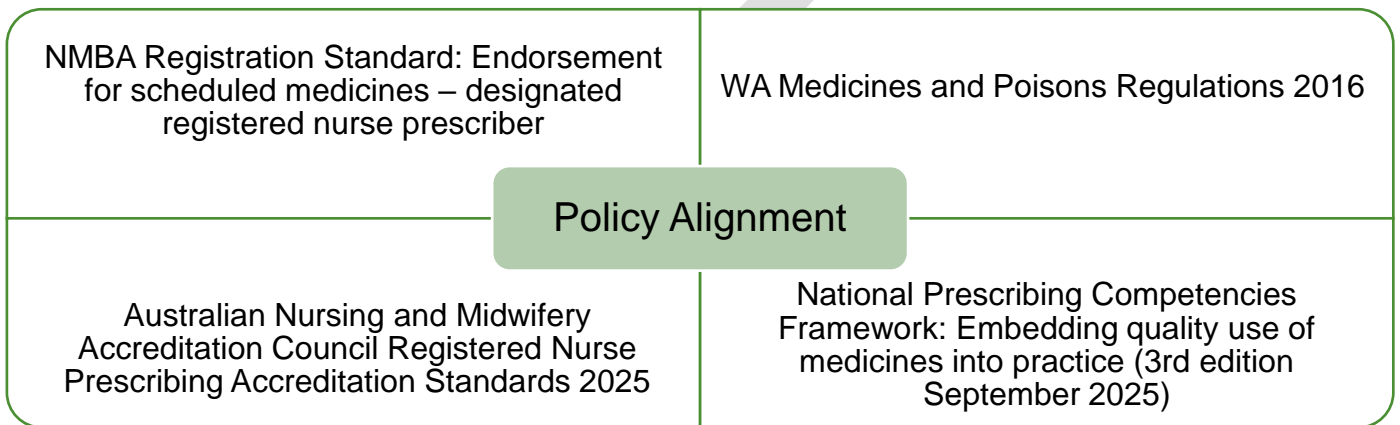 NMBA Registration Standard: Endorsement
for scheduled medicines – designated
registered nurse prescriber
WA Medicines and Poisons Regulations 2016
Policy Alignment
Australian Nursing and Midwifery
Accreditation Council Registered Nurse
Prescribing Accreditation Standards 2025
National Prescribing Competencies
Framework: Embedding quality use of
medicines into practice (3rd edition
September 2025)